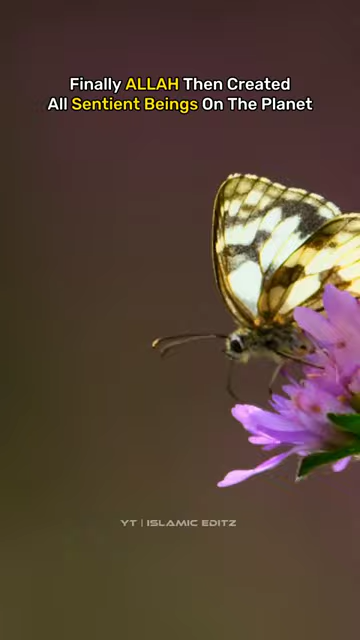 Finally ALLAH Then Created
All Sentient Beings On The Planet
YT | ISLAMIC EDITZ